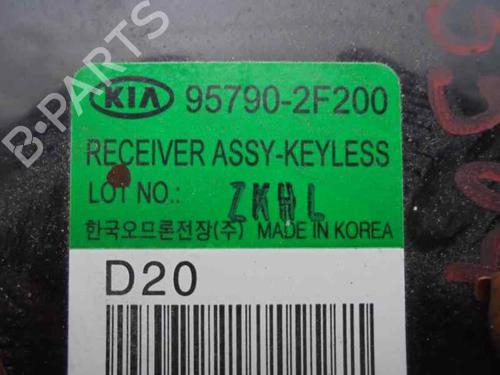 KIA 95790-2F200
RECEIVER ASSY-KEYLESS
LOT NO.: ZKHL
한국오므론전장(주) MADE IN KOREA
D20
B-PARTS